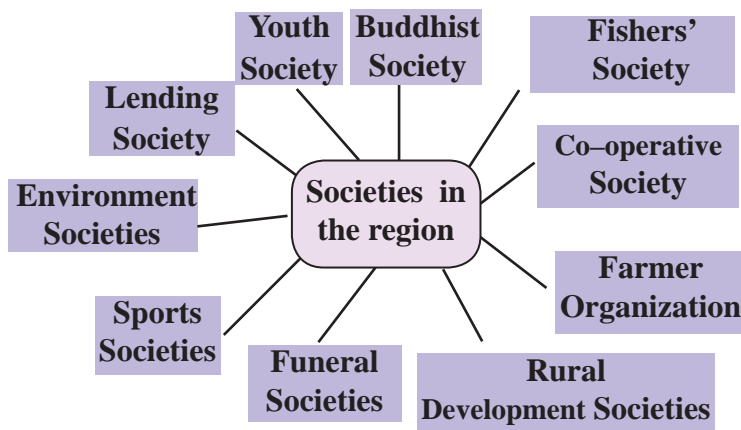 Youth
Society
Buddhist
Society
Fishers’
Society
Lending
Society
Co–operative
Society
Environment
Societies
Societies in
the region
Farmer
Organization
Sports
Societies
Funeral
Societies
Rural
Development Societies